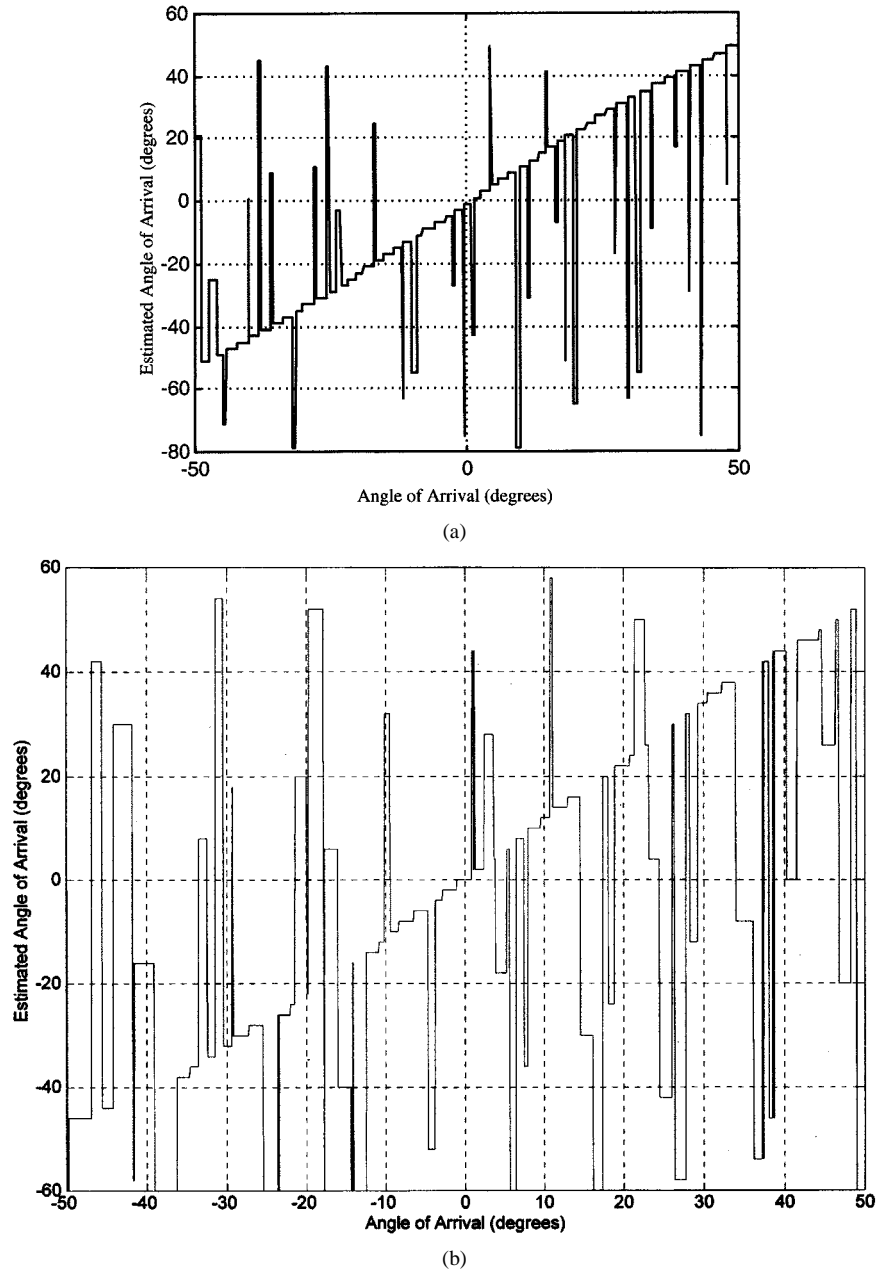 60
40
20
0
-20
-40
-60
-80
Estimated Angle of Arrival (degrees)
-50 0 50
Angle of Arrival (degrees)
(a)
60
40
20
0
-20
-40
-60
Estimated Angle of Arrival (degrees)
-50 -40 -30 -20 -10 0 10 20 30 40 50
Angle of Arrival (degrees)
(b)